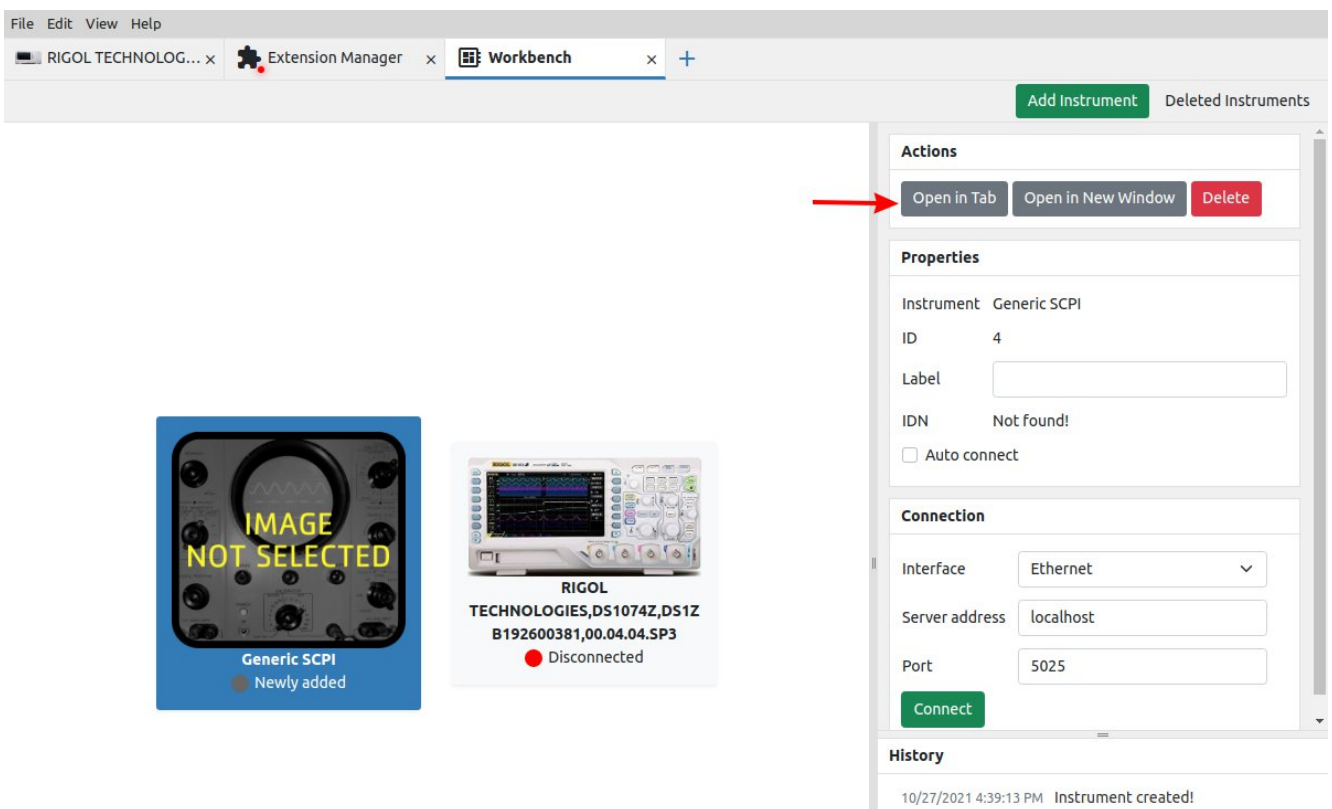 File Edit View Help
RIGOL TECHNOLOG... × Extension Manager × Workbench × +
Add Instrument Deleted Instruments
Actions
Open in Tab Open in New Window Delete
Properties
Instrument Generic SCPI
ID 4
Label
IDN Not found!
Auto connect
Connection
Interface Ethernet
Server address localhost
Port 5025
Connect
History
10/27/2021 4:39:13 PM Instrument created!
IMAGE
NOT SELECTED
Generic SCPI
Newly added
RIGOL
RIGOL
TECHNOLOGIES,DS1074Z,DS1Z
B192600381,00.04.04.SP3
Disconnected